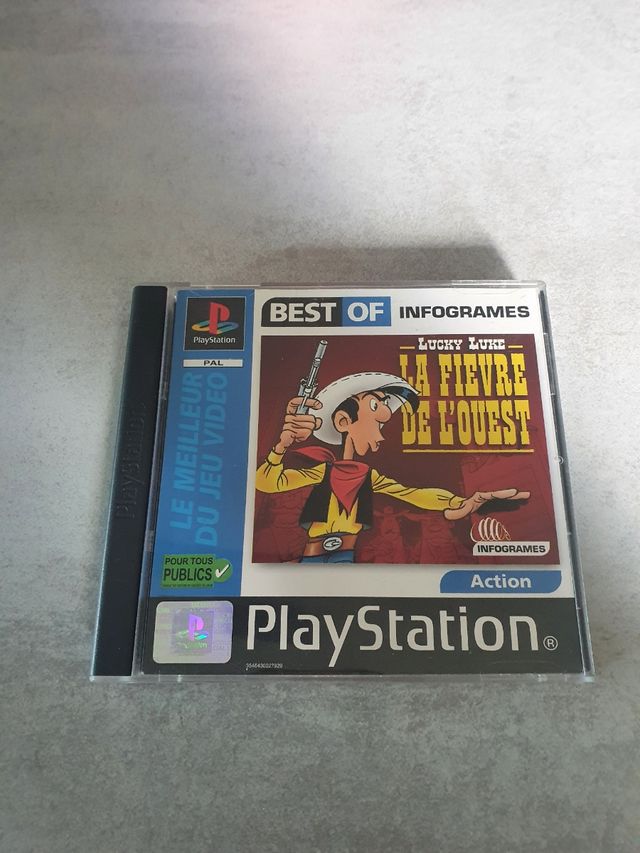 PlayStation
PlayStation
PAL
LE MEILLEUR
DU JEU VIDEO
BEST OF INFOGRAMES
LUCKY LUKE
LA FIEVRE
DE L'OUEST
INFOGRAMES
POUR TOUS
PUBLICS
Action
PlayStation®